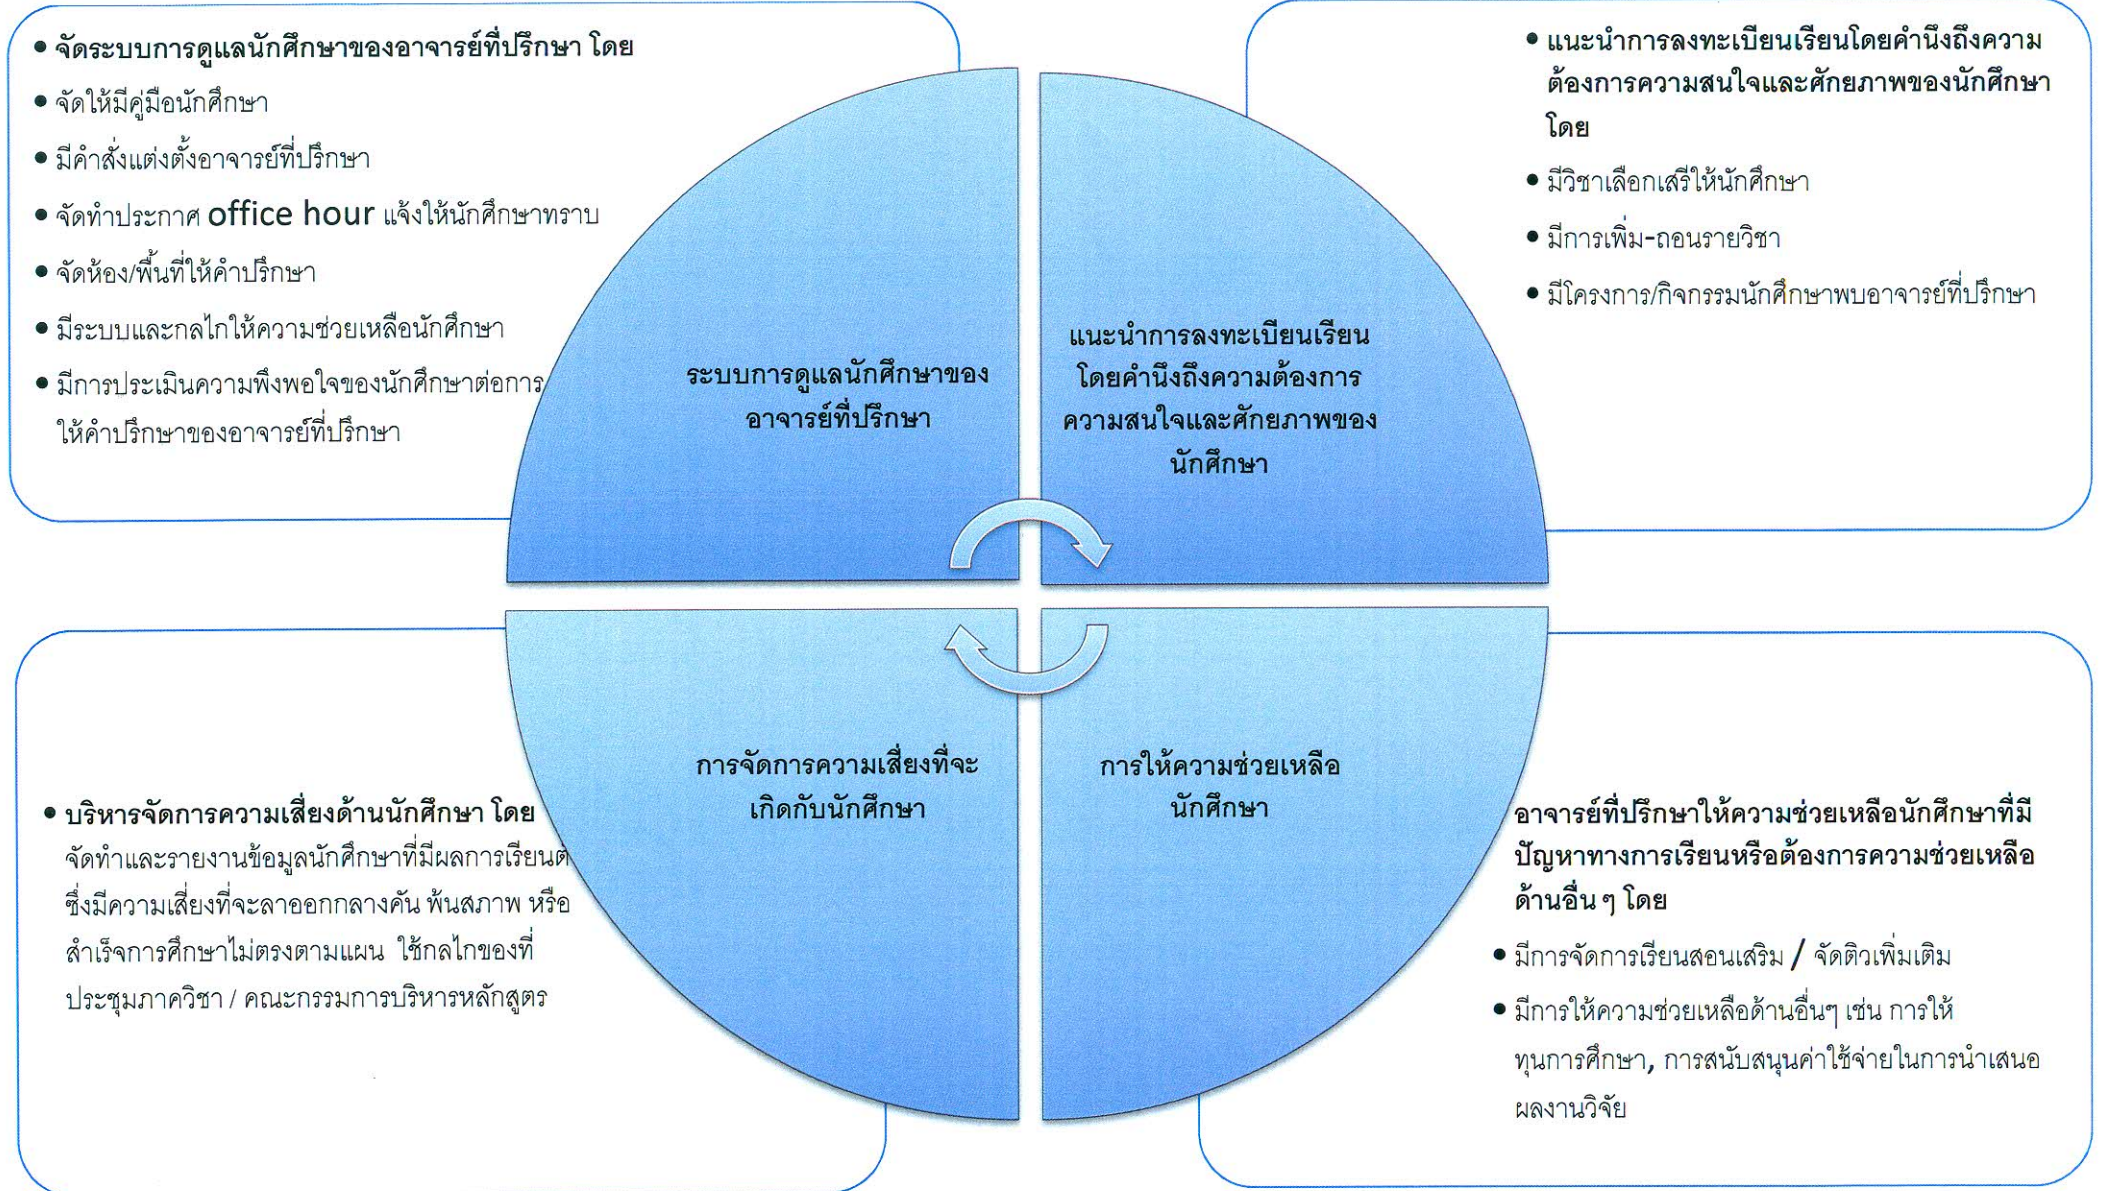 • จัดระบบการดูแลนักศึกษาของอาจารย์ที่ปรึกษา โดย
• จัดให้มีคู่มือนักศึกษา
• มีคำสั่งแต่งตั้งอาจารย์ที่ปรึกษา
• จัดทำประกาศ office hour แจ้งให้นักศึกษาทราบ
• จัดห้อง/พื้นที่ให้คำปรึกษา
• มีระบบและกลไกให้ความช่วยเหลือนักศึกษา
• มีการประเมินความพึงพอใจของนักศึกษาต่อการ
ให้คำปรึกษาของอาจารย์ที่ปรึกษา
ระบบการดูแลนักศึกษาของ
อาจารย์ที่ปรึกษา
แนะนำการลงทะเบียนเรียน
โดยคำนึงถึงความต้องการ
ความสนใจและศักยภาพของ
นักศึกษา
• แนะนำการลงทะเบียนเรียนโดยคำนึงถึงความ
ต้องการความสนใจและศักยภาพของนักศึกษา
โดย
• มีวิชาเลือกเสรีให้นักศึกษา
• มีการเพิ่ม-ถอนรายวิชา
• มีโครงการ/กิจกรรมนักศึกษาพบอาจารย์ที่ปรึกษา
• บริหารจัดการความเสี่ยงด้านนักศึกษา โดย
จัดทำและรายงานข้อมูลนักศึกษาที่มีผลการเรียน
ซึ่งมีความเสี่ยงที่จะลาออกกลางคัน พ้นสภาพ หรือ
สำเร็จการศึกษาไม่ตรงตามแผน ใช้กลไกของที่
ประชุมภาควิชา / คณะกรรมการบริหารหลักสูตร
การจัดการความเสี่ยงที่จะ
เกิดกับนักศึกษา
การให้ความช่วยเหลือ
นักศึกษา
อาจารย์ที่ปรึกษาให้ความช่วยเหลือนักศึกษาที่มี
ปัญหาทางการเรียนหรือต้องการความช่วยเหลือ
ด้านอื่น ๆ โดย
• มีการจัดการเรียนสอนเสริม / จัดติวเพิ่มเติม
• มีการให้ความช่วยเหลือด้านอื่นๆ เช่น การให้
ทุนการศึกษา, การสนับสนุนค่าใช้จ่ายในการนำเสนอ
ผลงานวิจัย